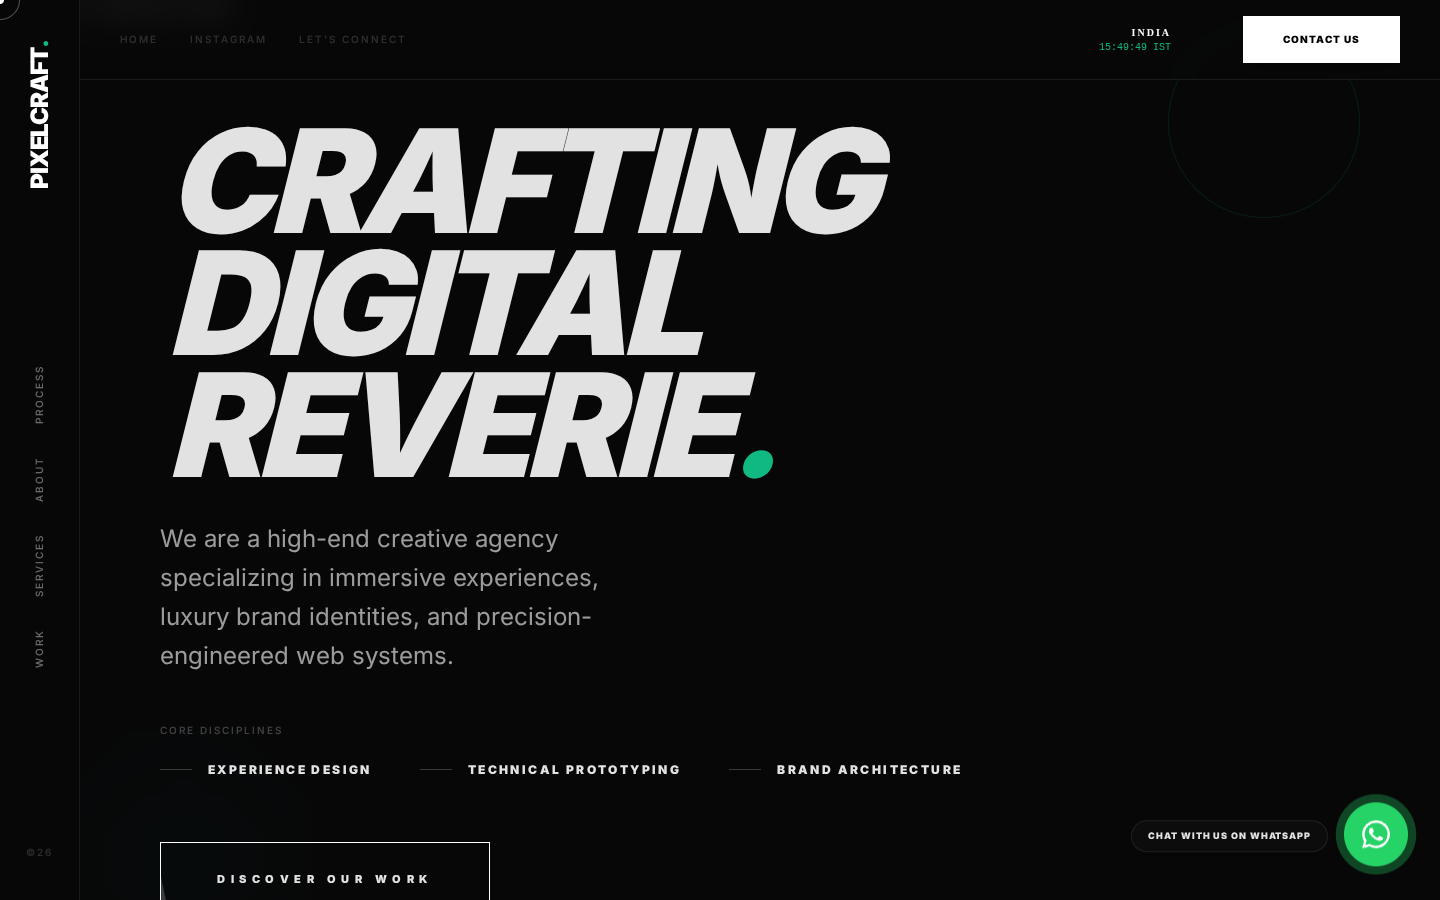 PIXELCRAFT.
HOME
INSTAGRAM
LET'S CONNECT
INDIA
15:49:49 IST
CONTACT US
CRAFTING
DIGITAL
REVERIE.
PROCESS
ABOUT
SERVICES
WORK
©26
We are a high-end creative agency
specializing in immersive experiences,
luxury brand identities, and precision-
engineered web systems.
CORE DISCIPLINES
EXPERIENCE DESIGN
TECHNICAL PROTOTYPING
BRAND ARCHITECTURE
DISCOVER OUR WORK
CHAT WITH US ON WHATSAPP